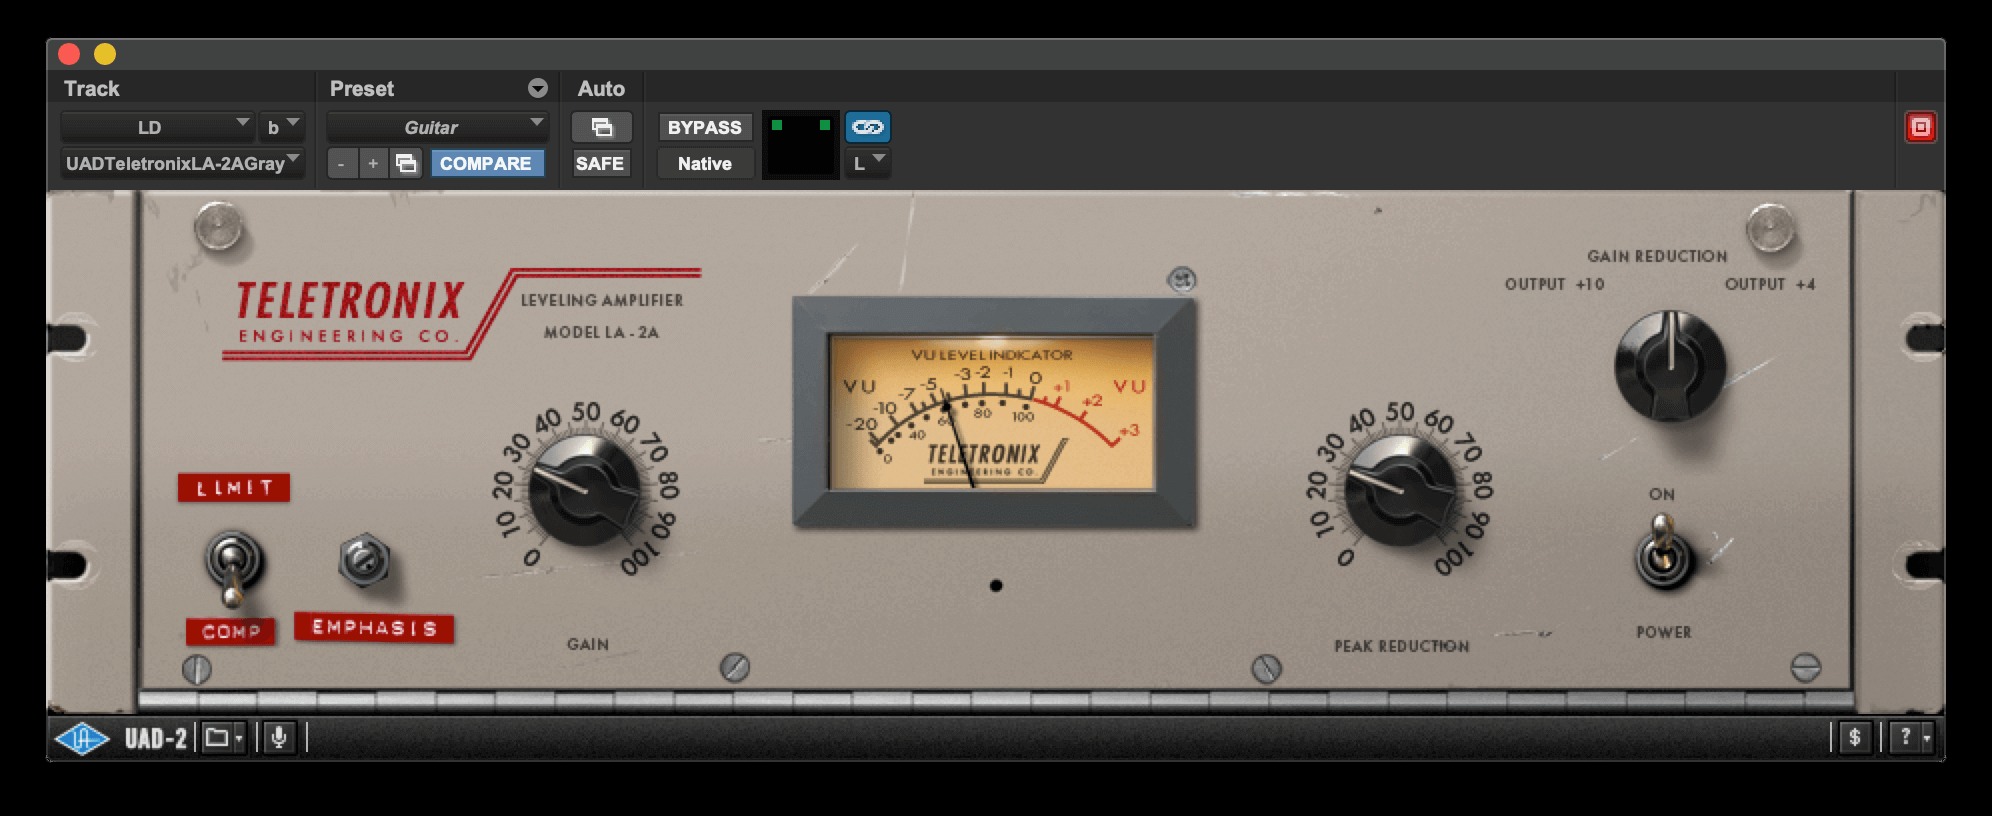 Track
Preset
Auto
LD
b
Guitar
BYPASS
UADTeletronixLA-2AGray
- +
COMPARE
SAFE
Native
L
GAIN REDUCTION
OUTPUT +10
OUTPUT +4
TELETRONIX
ENGINEERING CO.
LEVELING AMPLIFIER
MODEL LA-2A
VU LEVEL INDICATOR
VU
VU
-20 -10 -7 -5 -3 -2 -1 0 +1 +2 +3
0 40 60 80 100
TELETRONIX
ENGINEERING CO.
LIMIT
COMP
EMPHASIS
0 10 20 30 40 50 60 70 80 90 100
GAIN
0 10 20 30 40 50 60 70 80 90 100
PEAK REDUCTION
ON
POWER
UA
UAD-2
$
?